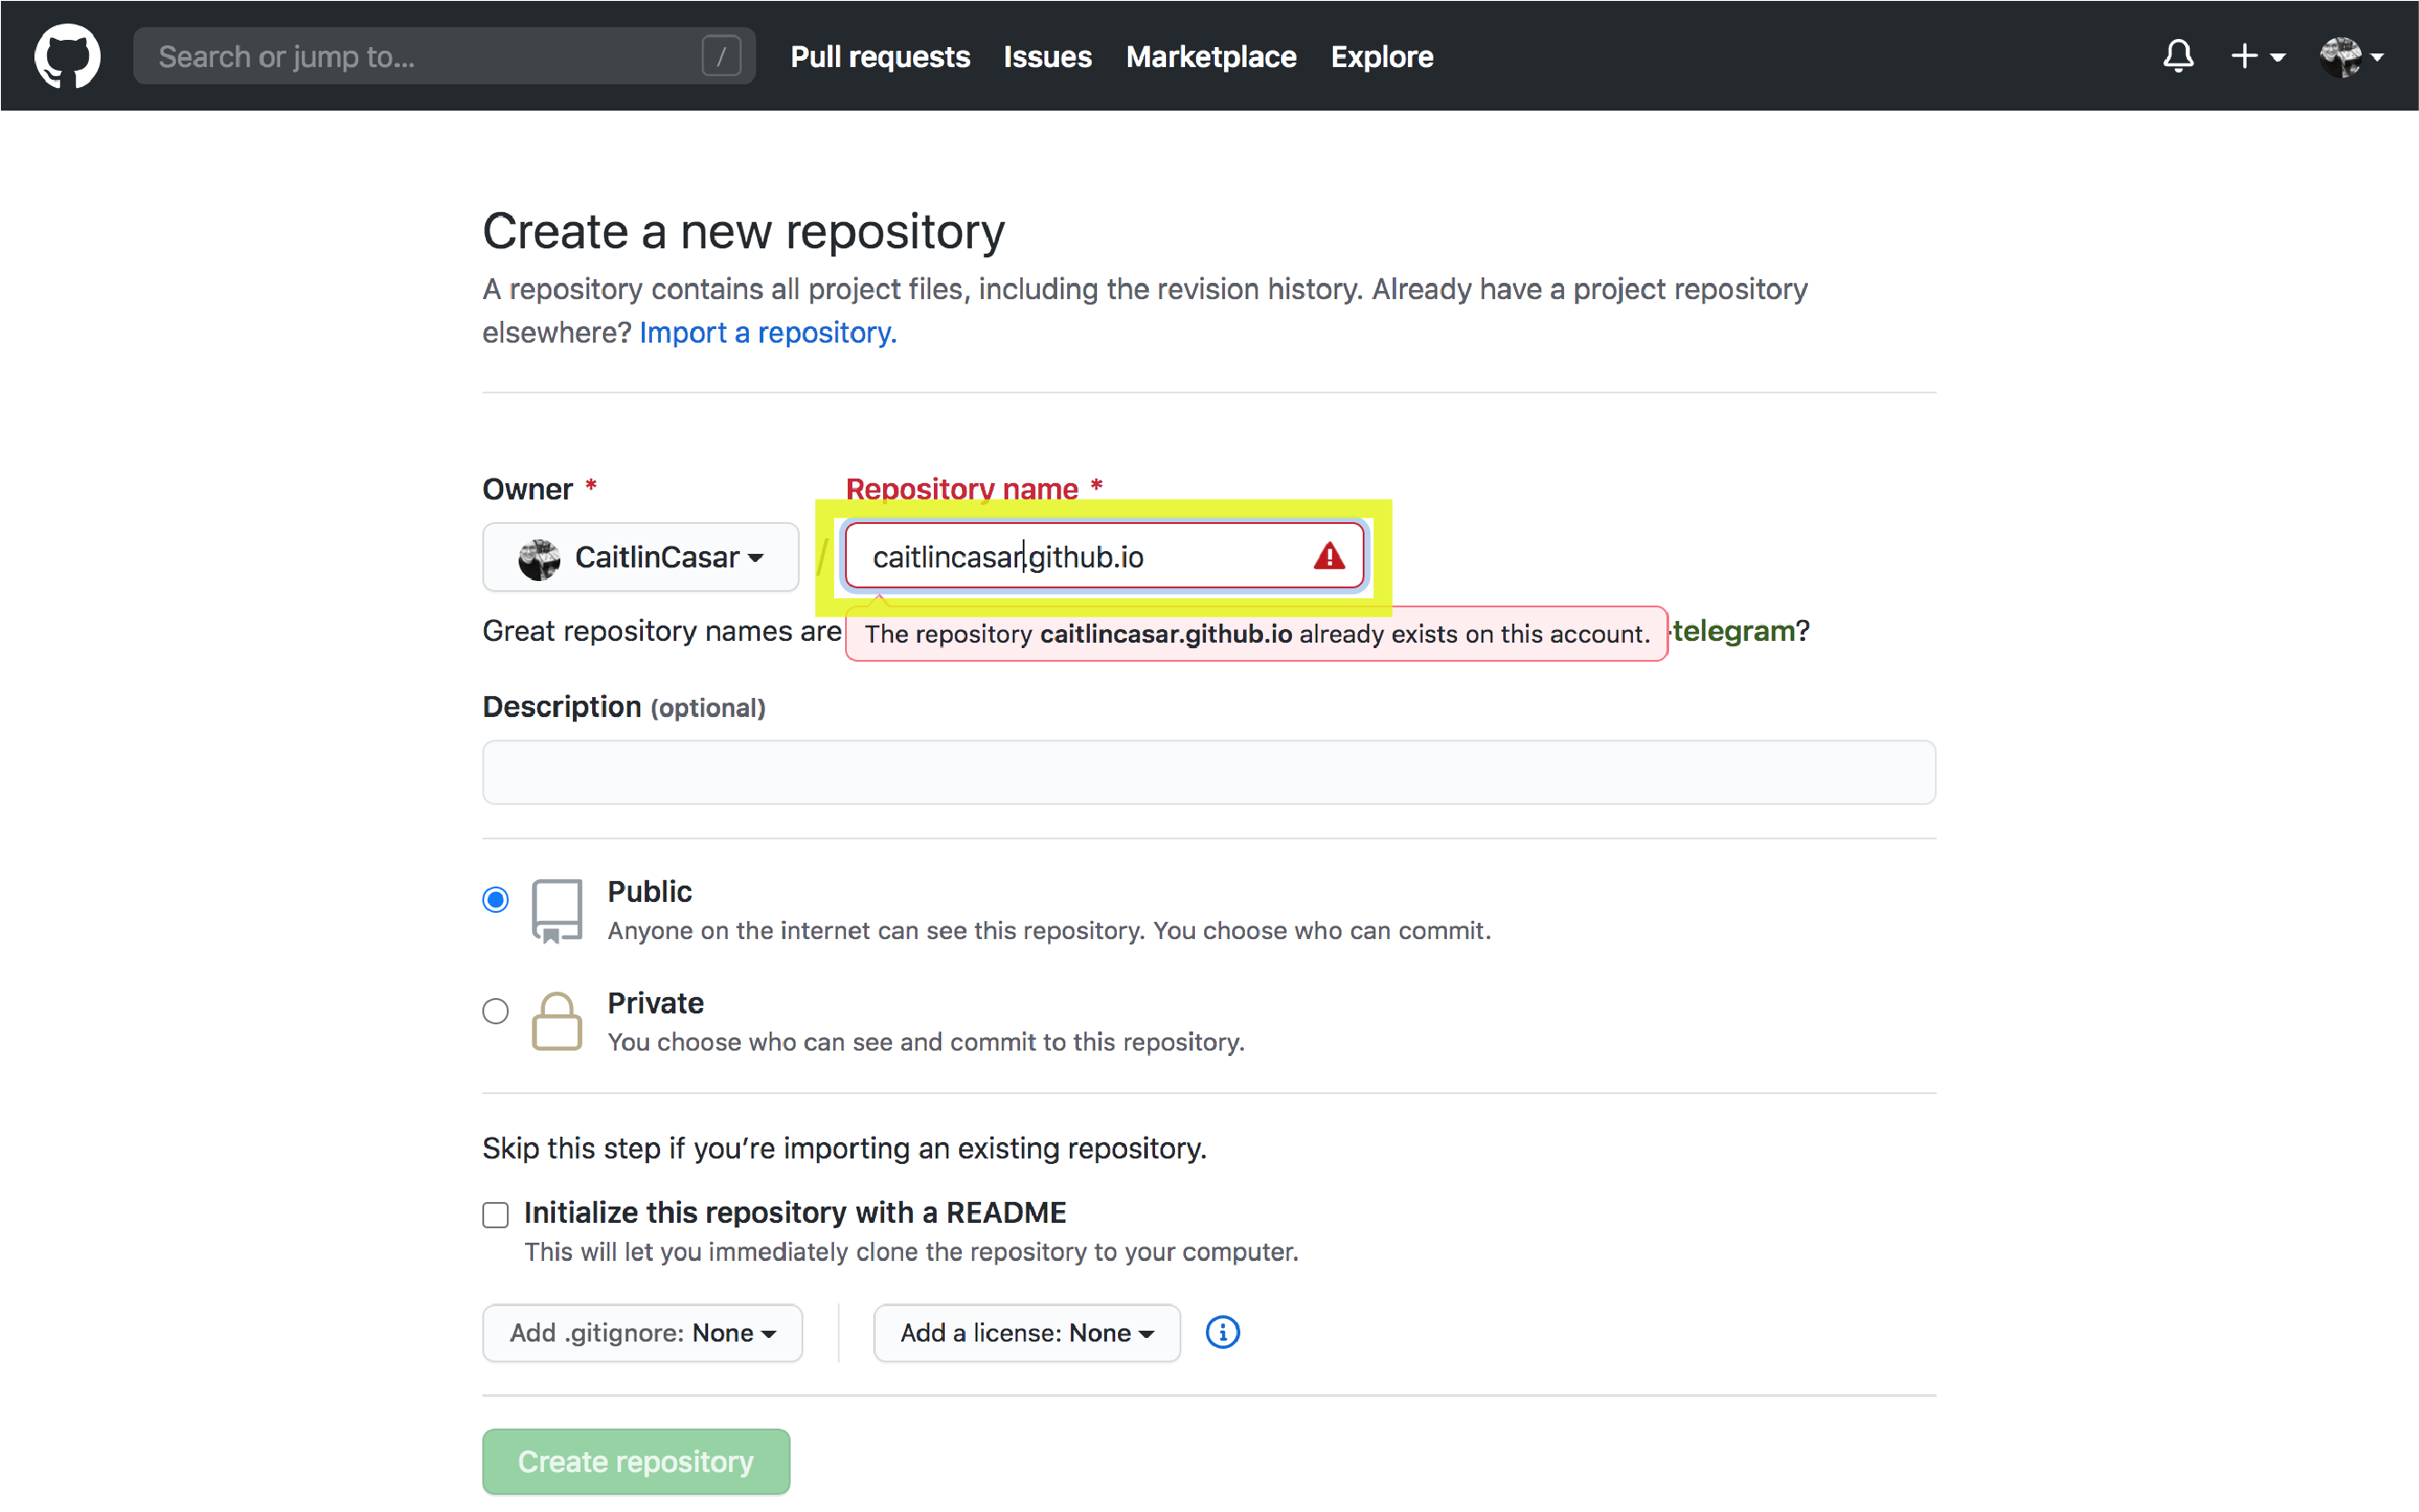 Search or jump to... /
Pull requests Issues Marketplace Explore
Create a new repository
A repository contains all project files, including the revision history. Already have a project repository
elsewhere? Import a repository.
Owner * Repository name *
CaitlinCasar / caitlincasar.github.io
Great repository names are -telegram?
The repository caitlincasar.github.io already exists on this account.
Description (optional)
Public
Anyone on the internet can see this repository. You choose who can commit.
Private
You choose who can see and commit to this repository.
Skip this step if you’re importing an existing repository.
Initialize this repository with a README
This will let you immediately clone the repository to your computer.
Add .gitignore: None Add a license: None
Create repository